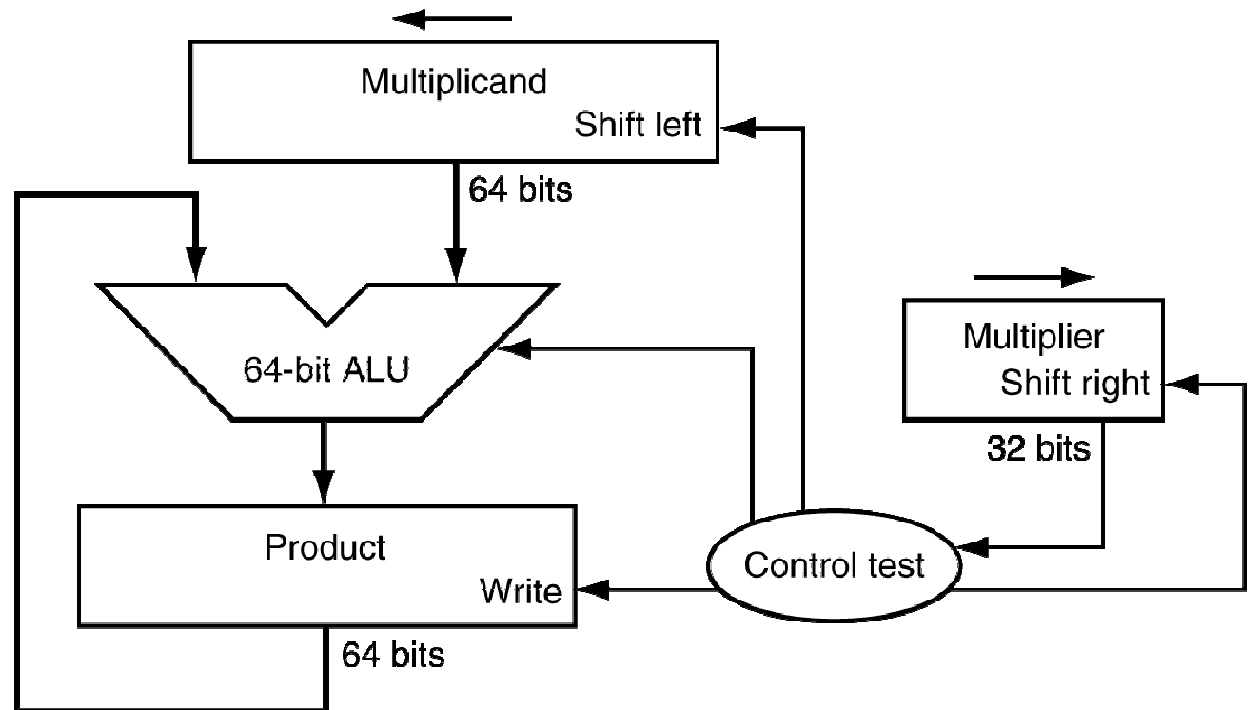 Multiplicand
Shift left
64 bits
64-bit ALU
Multiplier
Shift right
32 bits
Product
Write
Control test
64 bits